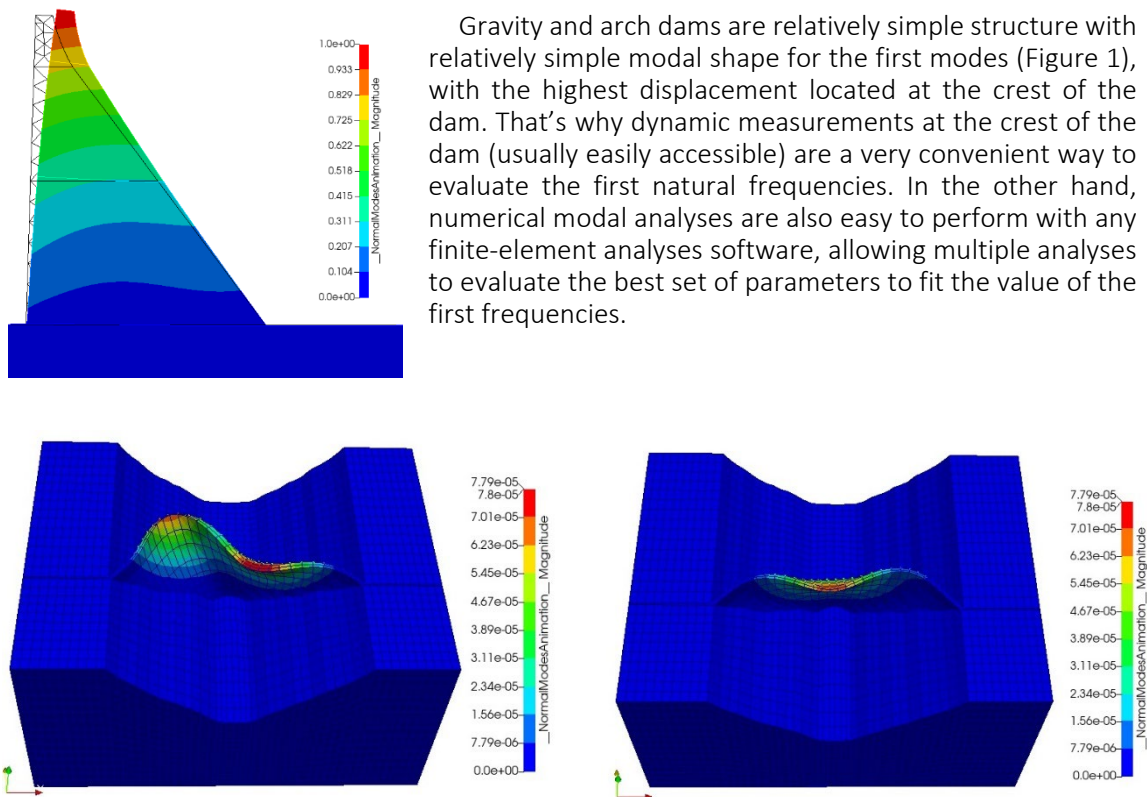 Gravity and arch dams are relatively simple structure with
relatively simple modal shape for the first modes (Figure 1),
with the highest displacement located at the crest of the
dam. That’s why dynamic measurements at the crest of the
dam (usually easily accessible) are a very convenient way to
evaluate the first natural frequencies. In the other hand,
numerical modal analyses are also easy to perform with any
finite-element analyses software, allowing multiple analyses
to evaluate the best set of parameters to fit the value of the
first frequencies.
1.0e+00
0.933
0.829
0.725
0.622
0.518
0.415
0.311
0.207
0.104
0.0e+00
__NormalModesAnimation__ Magnitude
7.79e-05
7.8e-05
7.01e-05
6.23e-05
5.45e-05
4.67e-05
3.89e-05
3.11e-05
2.34e-05
1.56e-05
7.79e-06
0.0e+00
__NormalModesAnimation__ Magnitude
7.79e-05
7.8e-05
7.01e-05
6.23e-05
5.45e-05
4.67e-05
3.89e-05
3.11e-05
2.34e-05
1.56e-05
7.79e-06
0.0e+00
__NormalModesAnimation__ Magnitude